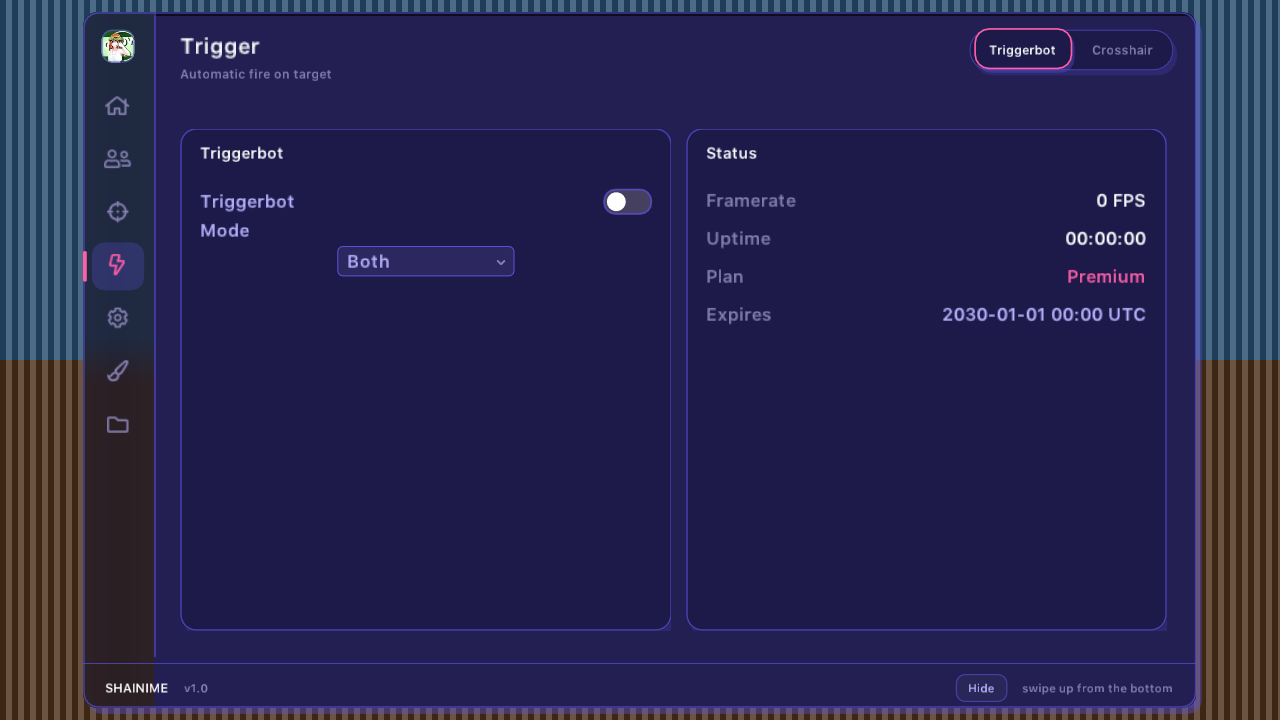 Trigger
Automatic fire on target
Triggerbot Crosshair
Triggerbot
Triggerbot
Mode
Both
Status
Framerate 0 FPS
Uptime 00:00:00
Plan Premium
Expires 2030-01-01 00:00 UTC
SHAINIME v1.0
Hide swipe up from the bottom